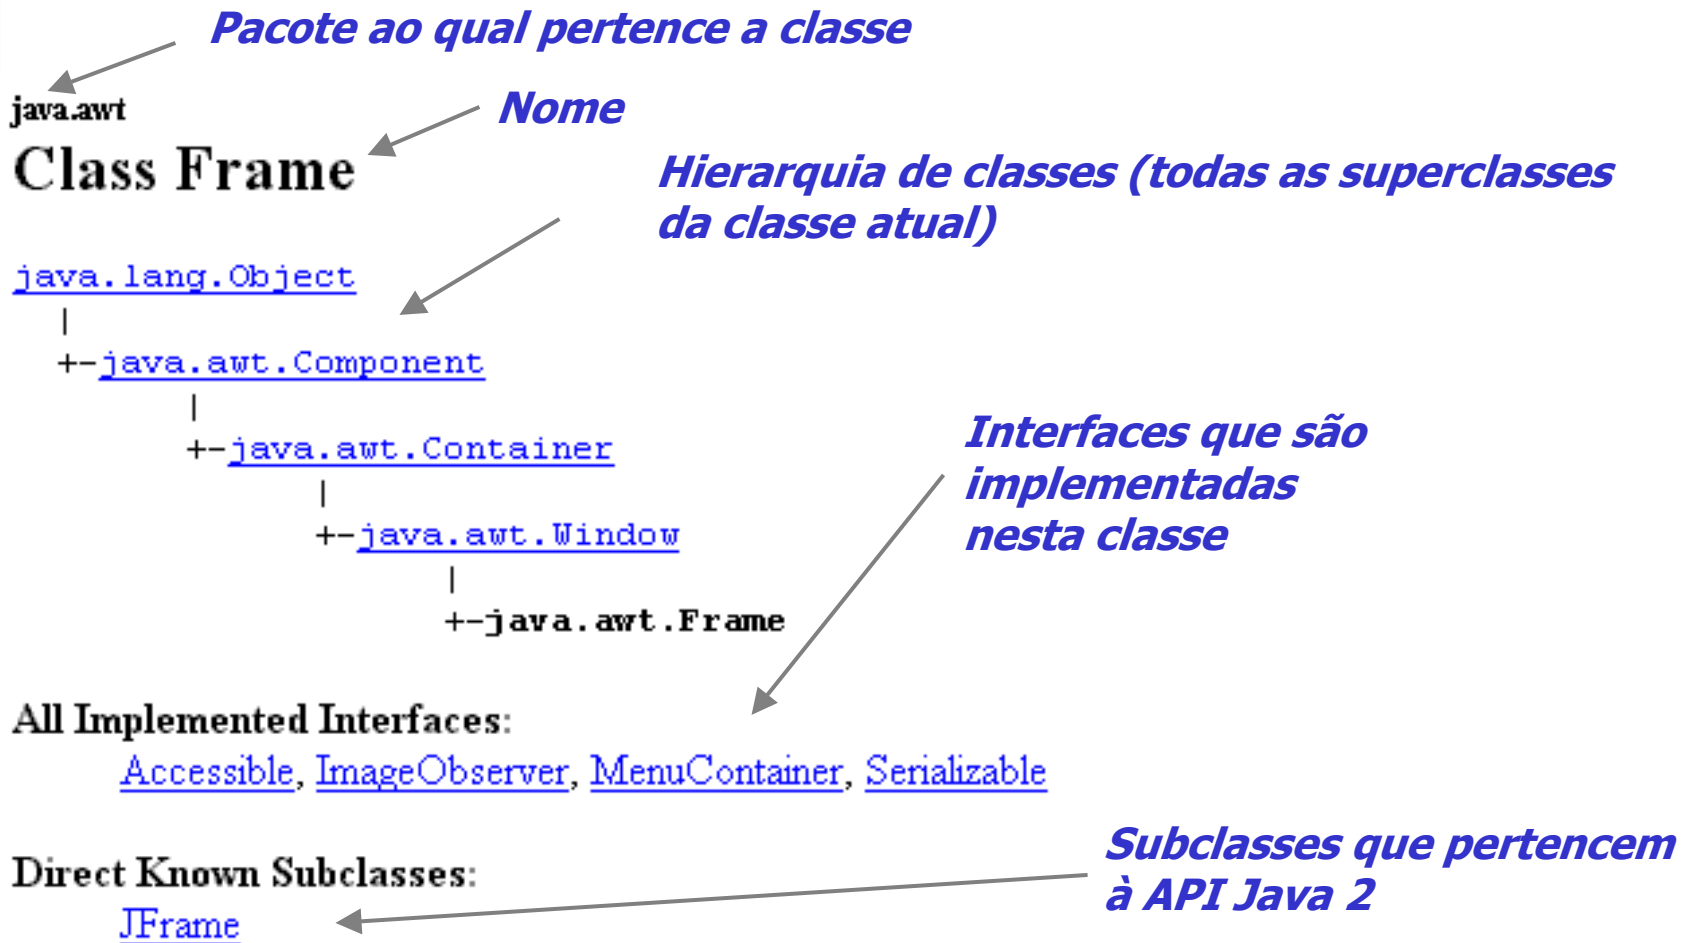 Pacote ao qual pertence a classe
java.awt
Nome
Class Frame
Hierarquia de classes (todas as superclasses
da classe atual)
java.lang.Object
|
+-java.awt.Component
|
+-java.awt.Container
|
+-java.awt.Window
|
+-java.awt.Frame
Interfaces que são
implementadas
nesta classe
All Implemented Interfaces:
Accessible, ImageObserver, MenuContainer, Serializable
Direct Known Subclasses:
JFrame
Subclasses que pertencem
à API Java 2